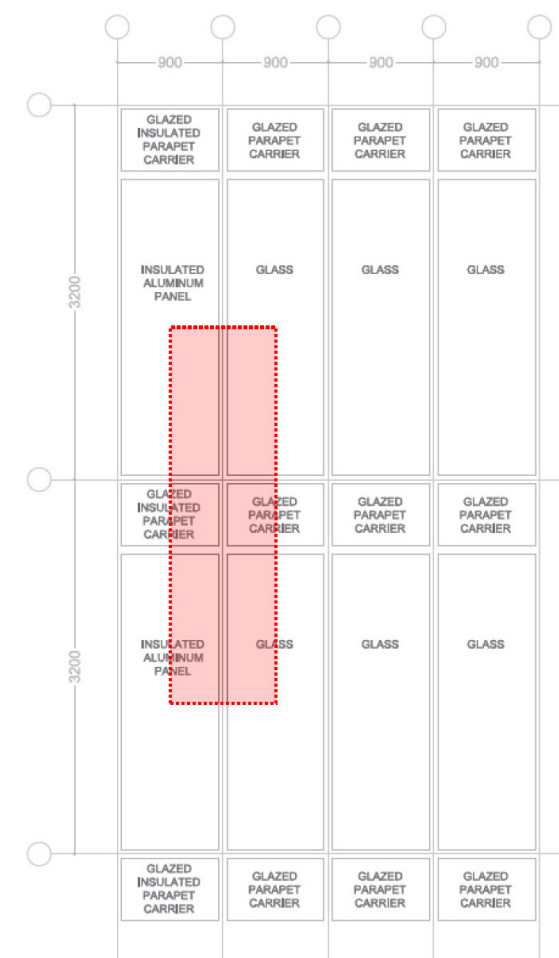 900 900 900 900
GLAZED
INSULATED
PARAPET
CARRIER
GLAZED
PARAPET
CARRIER
GLAZED
PARAPET
CARRIER
GLAZED
PARAPET
CARRIER
3200
INSULATED
ALUMINUM
PANEL
GLASS
GLASS
GLASS
GLAZED
INSULATED
PARAPET
CARRIER
GLAZED
PARAPET
CARRIER
GLAZED
PARAPET
CARRIER
GLAZED
PARAPET
CARRIER
3200
INSULATED
ALUMINUM
PANEL
GLASS
GLASS
GLASS
GLAZED
INSULATED
PARAPET
CARRIER
GLAZED
PARAPET
CARRIER
GLAZED
PARAPET
CARRIER
GLAZED
PARAPET
CARRIER